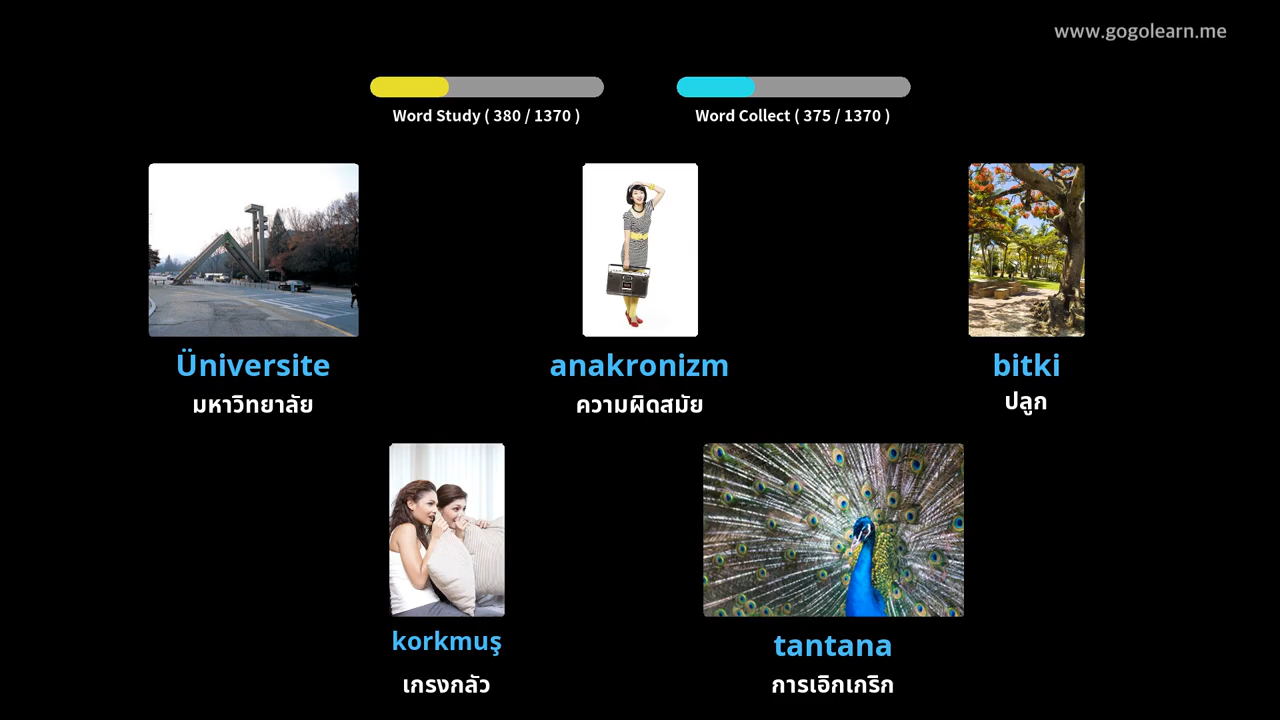 www.gogolearn.me
Word Study ( 380 / 1370 )
Word Collect ( 375 / 1370 )
Üniversite
มหาวิทยาลัย
anakronizm
ความผิดสมัย
bitki
ปลูก
korkmuş
เกรงกลัว
tantana
การเอิกเกริก